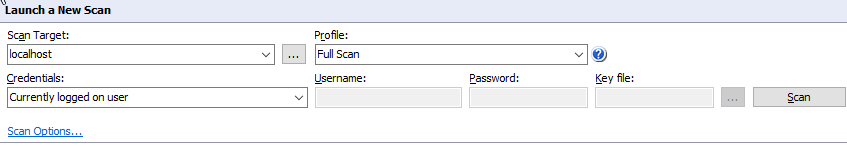 Launch a New Scan
Scan Target: Profile:
localhost ... Full Scan ?
Credentials: Username: Password: Key file:
Currently logged on user ... Scan
Scan Options...